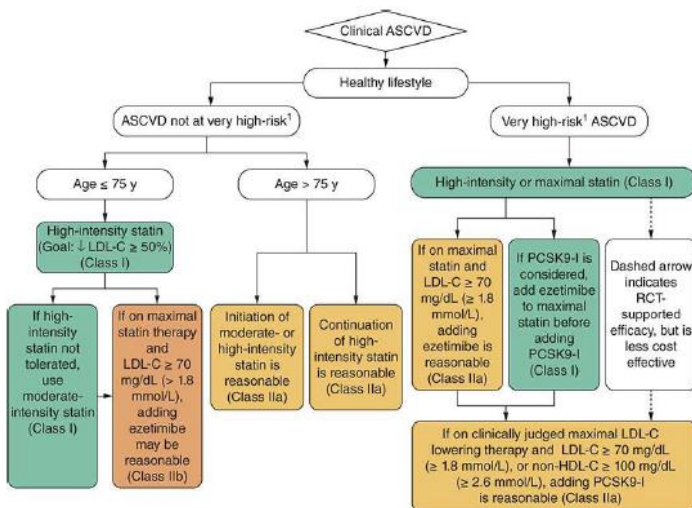 Clinical ASCVD
Healthy lifestyle
ASCVD not at very high-risk¹
Very high-risk¹ ASCVD
Age ≤ 75 y
Age > 75 y
High-intensity or maximal statin (Class I)
High-intensity statin
(Goal: ↓ LDL-C ≥ 50%)
(Class I)
If high-
intensity
statin not
tolerated,
use
moderate-
intensity statin
(Class I)
If on maximal
statin therapy
and
LDL-C ≥ 70
mg/dL (> 1.8
mmol/L),
adding
ezetimibe
may be
reasonable
(Class IIb)
Initiation of
moderate- or
high-intensity
statin is
reasonable
(Class IIa)
Continuation
of high-
intensity statin
is reasonable
(Class IIa)
If on maximal
statin and
LDL-C ≥ 70
mg/dL (≥ 1.8
mmol/L),
adding
ezetimibe is
reasonable
(Class IIa)
If PCSK9-I is
considered,
add ezetimibe
to maximal
statin before
adding
PCSK9-I
(Class I)
Dashed arrow
indicates
RCT-
supported
efficacy, but is
less cost
effective
If on clinically judged maximal LDL-C
lowering therapy and LDL-C ≥ 70 mg/dL
(≥ 1.8 mmol/L), or non-HDL-C ≥ 100 mg/dL
(≥ 2.6 mmol/L), adding PCSK9-I
is reasonable (Class IIa)